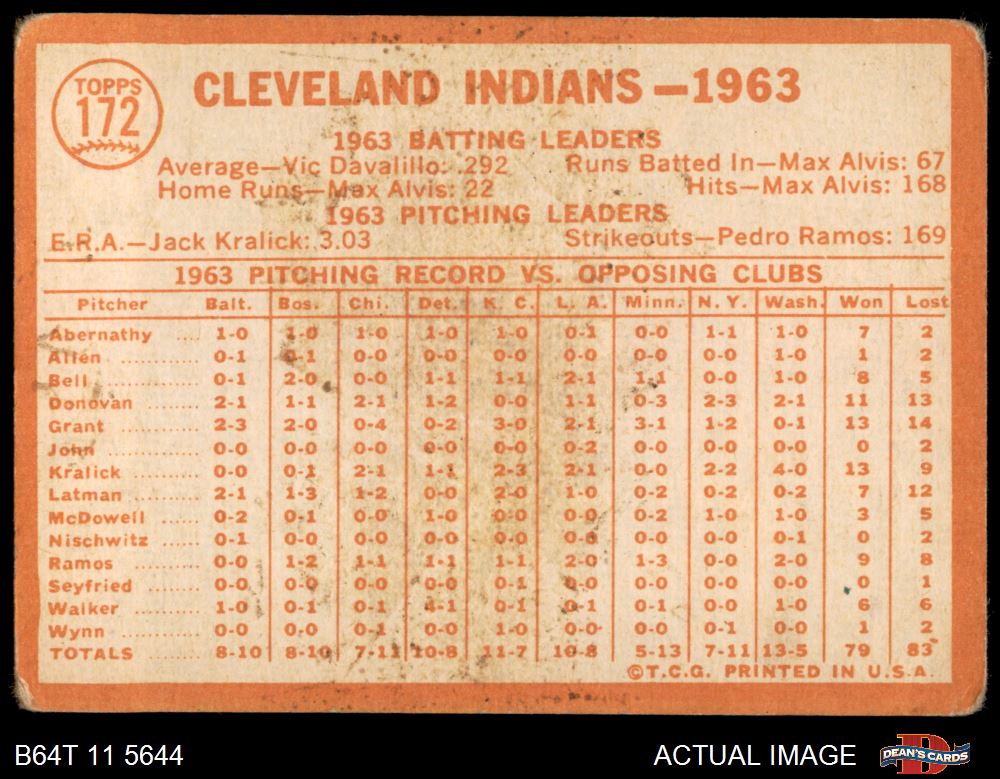 TOPPS
172
CLEVELAND INDIANS—1963
1963 BATTING LEADERS
Average—Vic Davalillo: .292 Runs Batted In—Max Alvis: 67
Home Runs—Max Alvis: 22 Hits—Max Alvis: 168
1963 PITCHING LEADERS
E.R.A.—Jack Kralick: 3.03 Strikeouts—Pedro Ramos: 169
1963 PITCHING RECORD VS. OPPOSING CLUBS
Pitcher Balt. Bos. Chi. Det. K. C. L. A. Minn. N. Y. Wash. Won Lost
Abernathy .... 1-0 1-0 1-0 1-0 1-0 0-1 0-0 1-1 1-0 7 2
Allen ............ 0-1 0-1 0-0 0-0 0-0 0-0 0-0 0-0 1-0 1 2
Bell .............. 0-1 2-0 0-0 1-1 1-1 2-1 1-1 0-0 1-0 8 5
Donovan ........ 2-1 1-1 2-1 1-2 0-0 1-1 0-3 2-3 2-1 11 13
Grant ............ 2-3 2-0 0-4 0-2 3-0 2-1 3-1 1-2 0-1 13 14
John ............. 0-0 0-0 0-0 0-0 0-0 0-2 0-0 0-0 0-0 0 2
Kralick .......... 0-0 0-1 2-1 1-1 2-3 2-1 0-0 2-2 4-0 13 9
Latman .......... 2-1 1-3 1-2 0-0 2-0 1-0 0-2 0-2 0-2 7 12
McDowell ...... 0-2 0-1 0-0 1-0 0-0 0-0 0-2 1-0 1-0 3 5
Nischwitz ...... 0-1 0-0 0-0 0-0 0-0 0-0 0-0 0-0 0-1 0 2
Ramos .......... 0-0 1-2 1-1 1-1 1-1 2-0 1-3 0-0 2-0 9 8
Seyfried ........ 0-0 0-0 0-0 0-0 0-1 0-0 0-0 0-0 0-0 0 1
Walker .......... 1-0 0-1 0-1 4-1 0-1 0-1 0-1 0-0 1-0 6 6
Wynn ............ 0-0 0-0 0-1 0-0 1-0 0-0 0-0 0-1 0-0 1 2
TOTALS 8-10 8-10 7-11 10-8 11-7 10-8 5-13 7-11 13-5 79 83
©T.C.G. PRINTED IN U.S.A.
B64T 11 5644 ACTUAL IMAGE DEAN'S CARDS